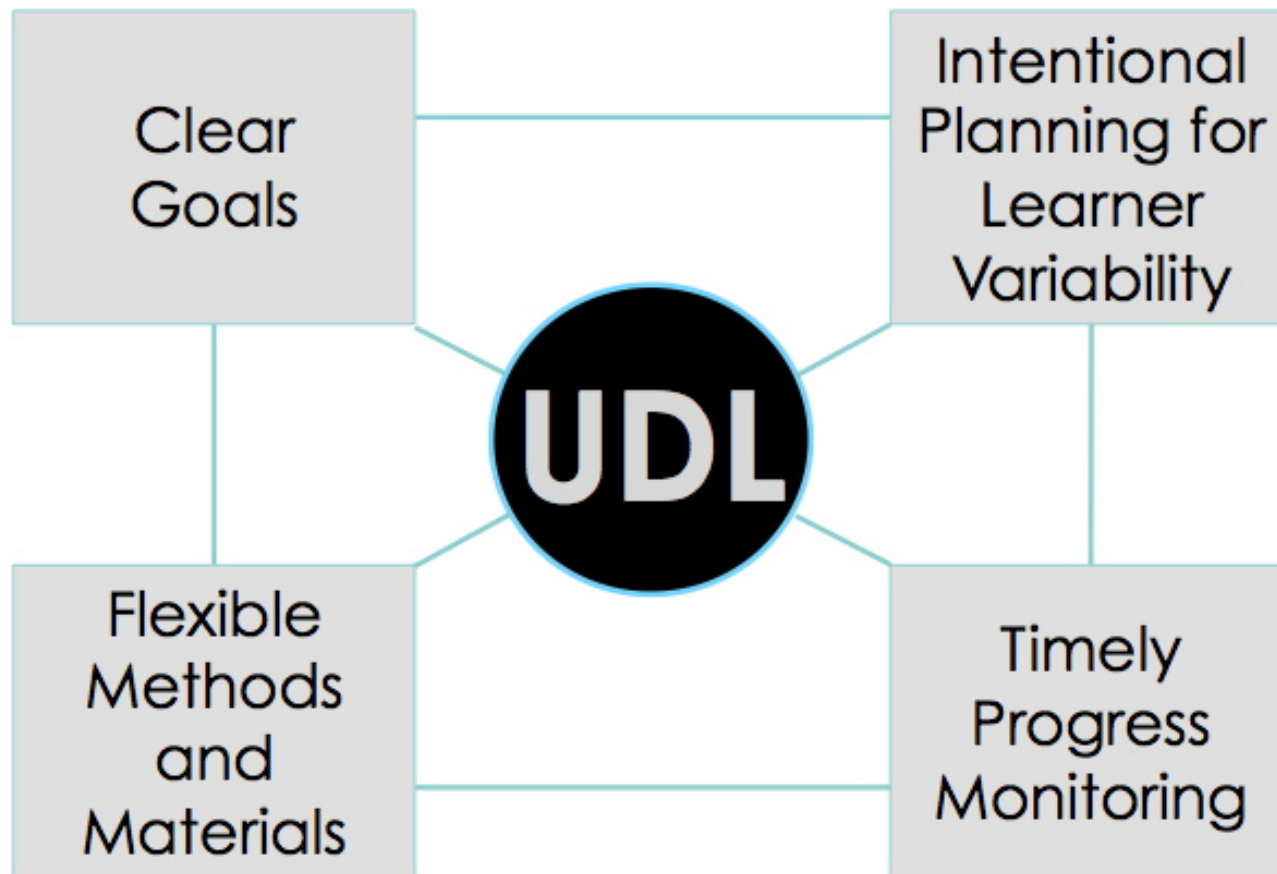 Clear
Goals
Intentional
Planning for
Learner
Variability
UDL
Flexible
Methods
and
Materials
Timely
Progress
Monitoring